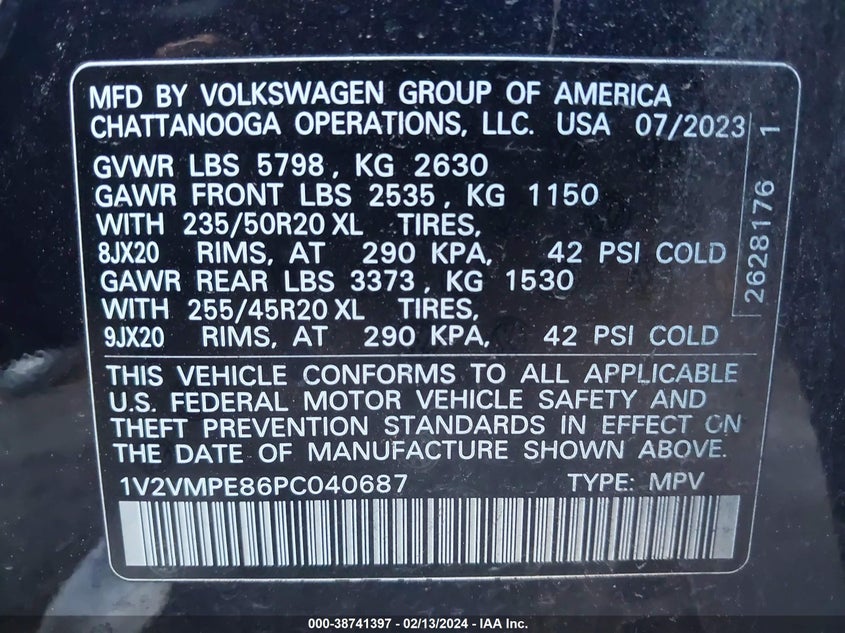 MFD BY VOLKSWAGEN GROUP OF AMERICA
CHATTANOOGA OPERATIONS, LLC. USA 07/2023
GVWR LBS 5798, KG 2630
GAWR FRONT LBS 2535, KG 1150
WITH 235/50R20 XL TIRES,
8JX20 RIMS, AT 290 KPA, 42 PSI COLD
GAWR REAR LBS 3373, KG 1530
WITH 255/45R20 XL TIRES,
9JX20 RIMS, AT 290 KPA, 42 PSI COLD
2628176 1
THIS VEHICLE CONFORMS TO ALL APPLICABLE
U.S. FEDERAL MOTOR VEHICLE SAFETY AND
THEFT PREVENTION STANDARDS IN EFFECT ON
THE DATE OF MANUFACTURE SHOWN ABOVE.
1V2VMPE86PC040687 TYPE: MPV
000-38741397 - 02/13/2024 - IAA Inc.